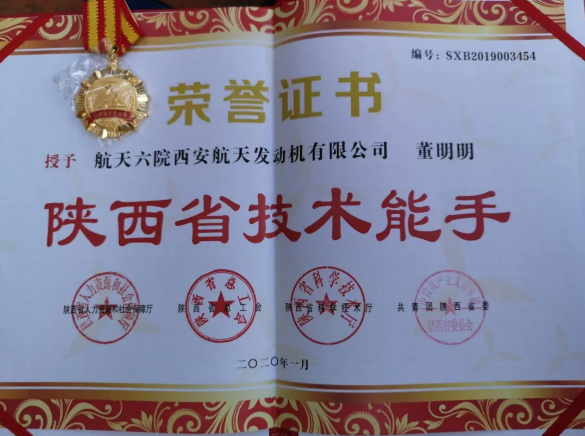 编号: SXB2019003454
荣誉证书
授予 航天六院西安航天发动机有限公司 董明明
陕西省技术能手
陕西省人力资源和社会保障厅 陕西省总工会 陕西省科学技术厅 共青团陕西省委
二〇二〇年一月